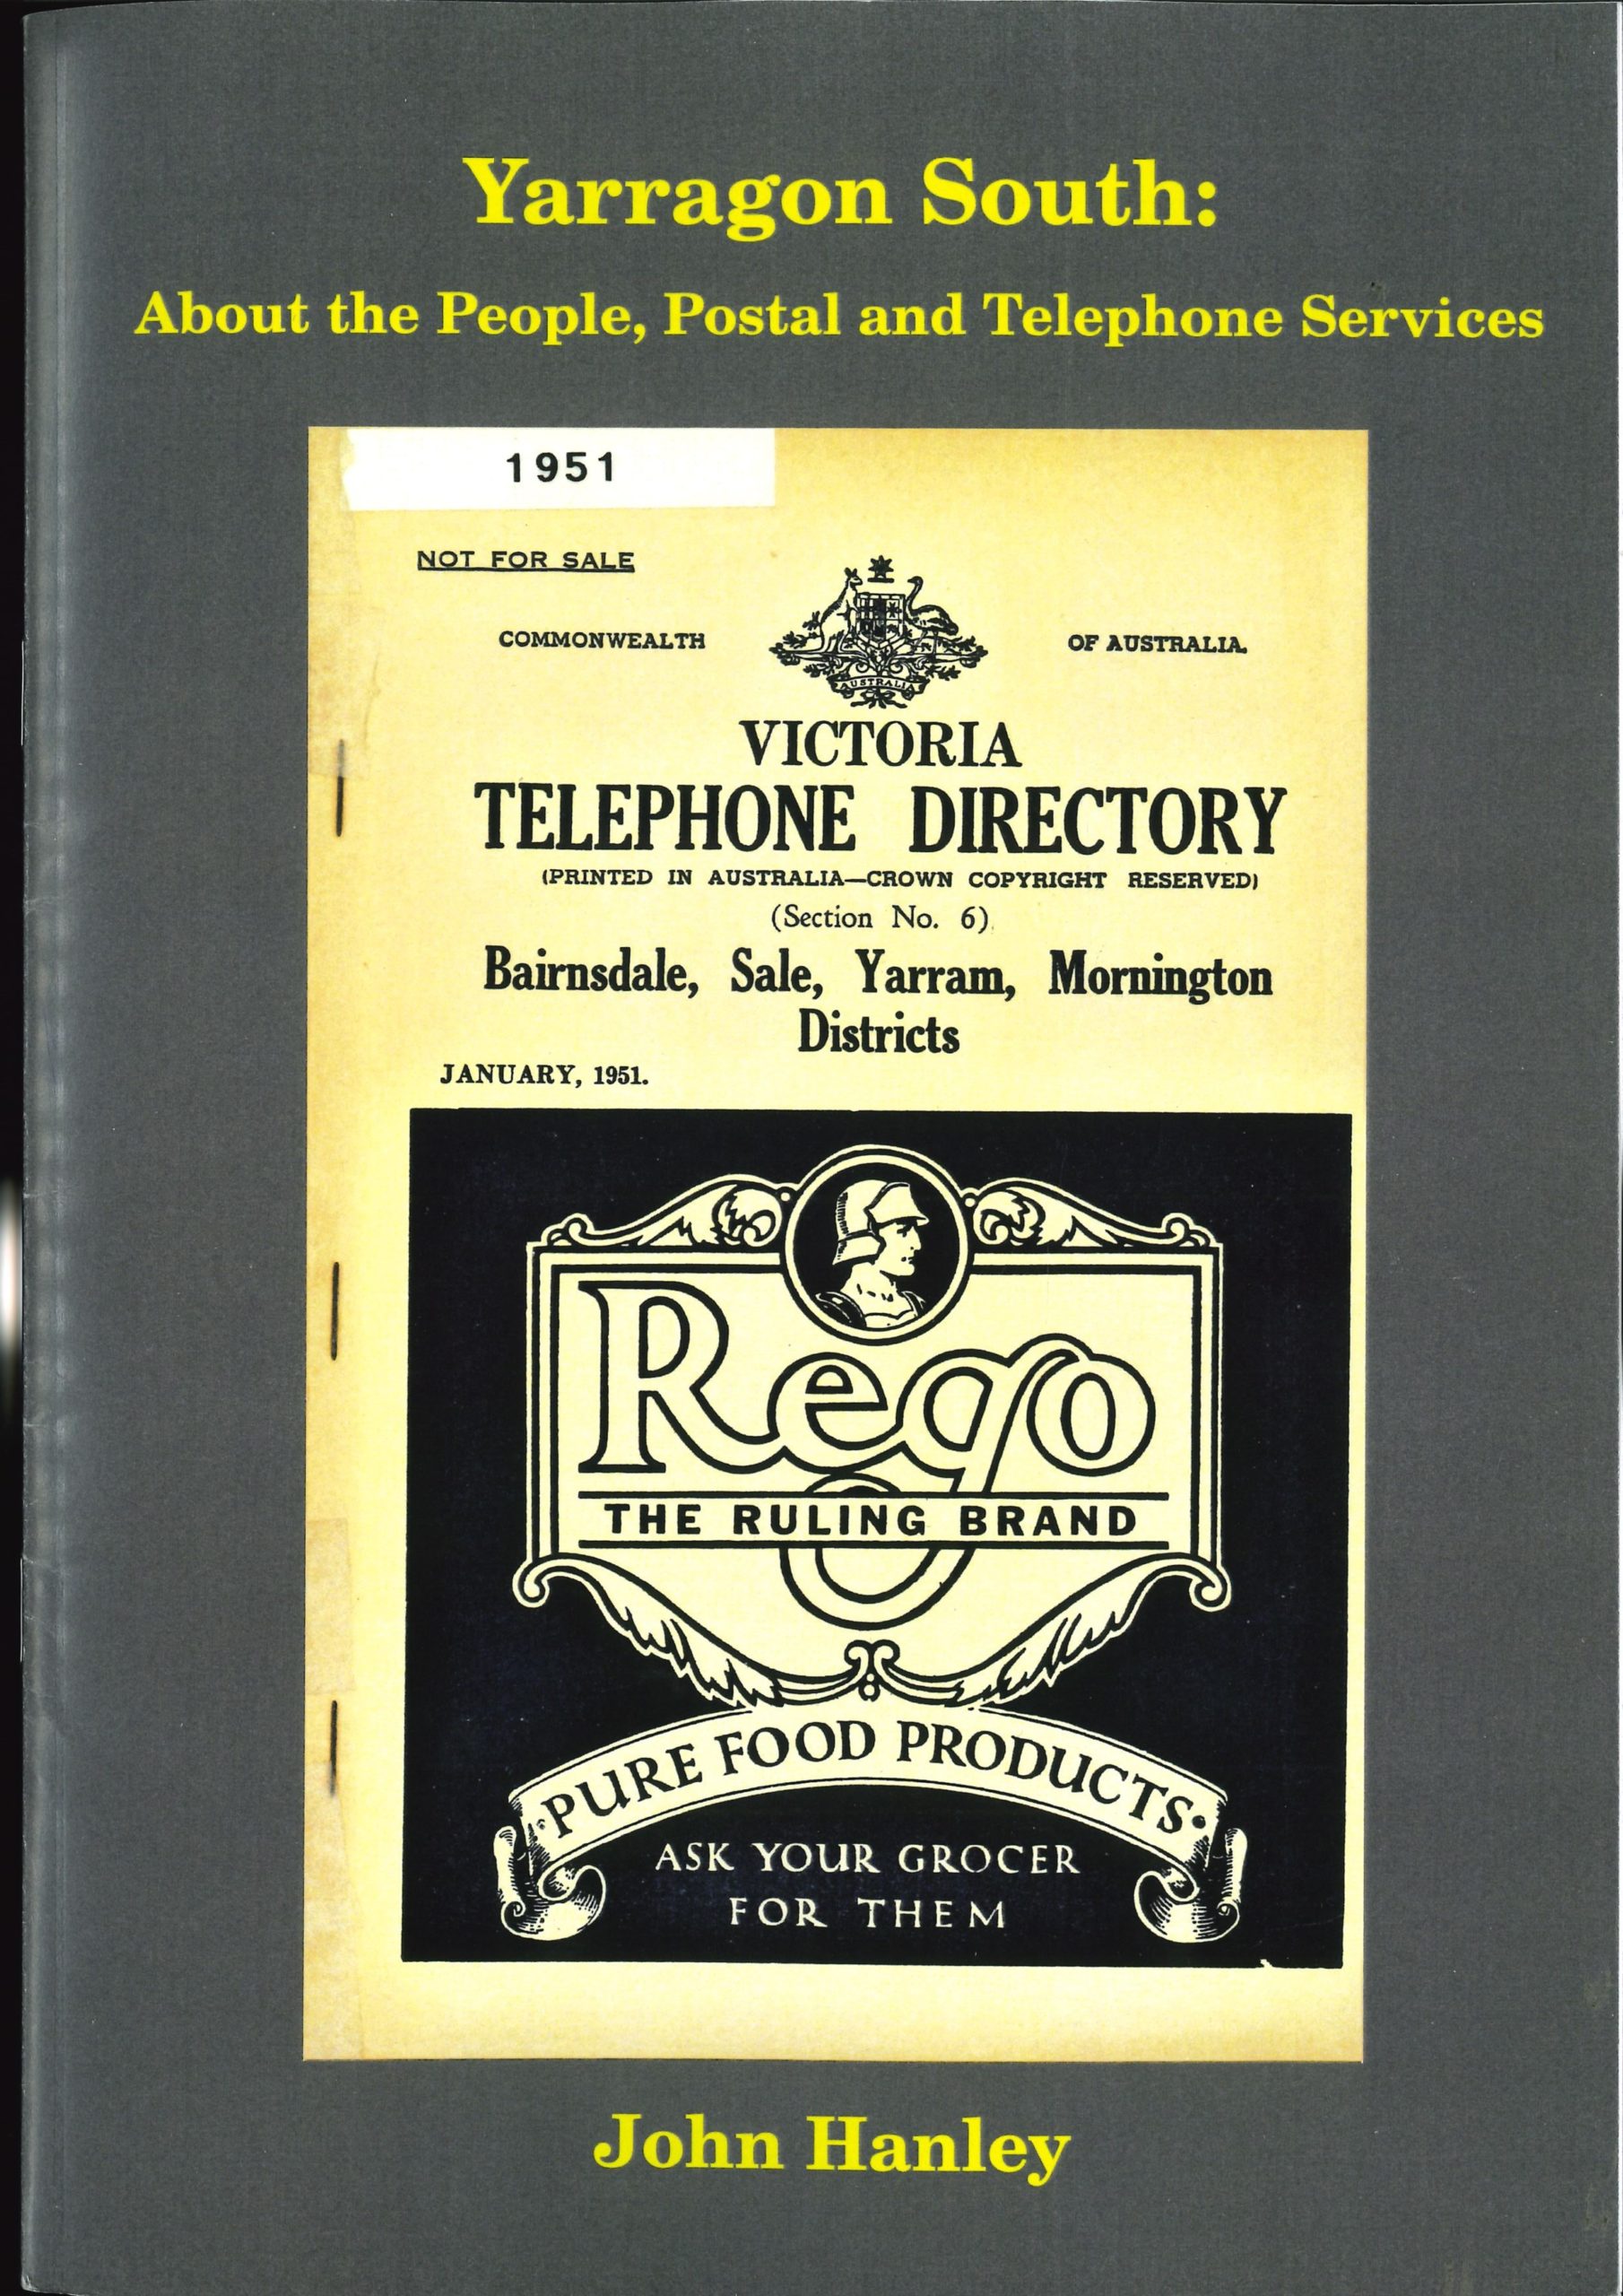 Yarragon South:
About the People, Postal and Telephone Services
1951
NOT FOR SALE
COMMONWEALTH OF AUSTRALIA.
AUSTRALIA
VICTORIA
TELEPHONE DIRECTORY
(PRINTED IN AUSTRALIA—CROWN COPYRIGHT RESERVED)
(Section No. 6)
Bairnsdale, Sale, Yarram, Mornington
Districts
JANUARY, 1951.
Rego
THE RULING BRAND
·PURE FOOD PRODUCTS·
ASK YOUR GROCER
FOR THEM
John Hanley